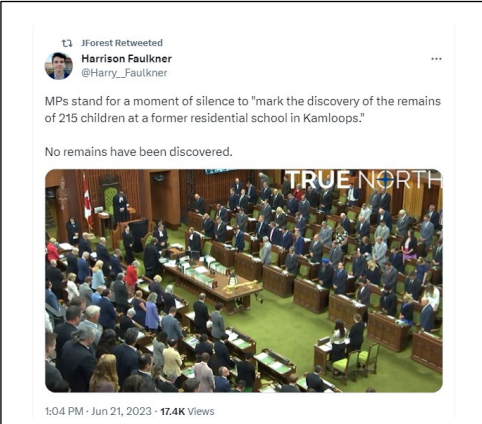 JForest Retweeted
Harrison Faulkner
@Harry__Faulkner
MPs stand for a moment of silence to "mark the discovery of the remains
of 215 children at a former residential school in Kamloops."
No remains have been discovered.
TRUE NORTH
1:04 PM · Jun 21, 2023 · 17.4K Views